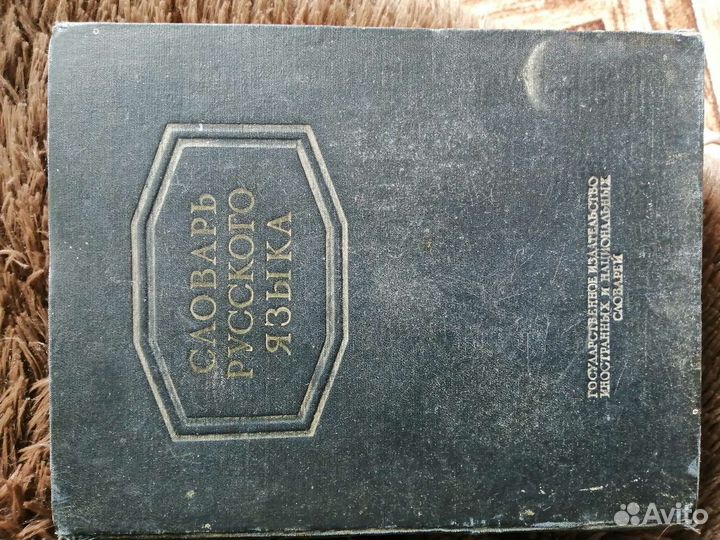 СЛОВАРЬ
РУССКОГО
ЯЗЫКА
ГОСУДАРСТВЕННОЕ ИЗДАТЕЛЬСТВО
ИНОСТРАННЫХ И НАЦИОНАЛЬНЫХ
СЛОВАРЕЙ
Avito